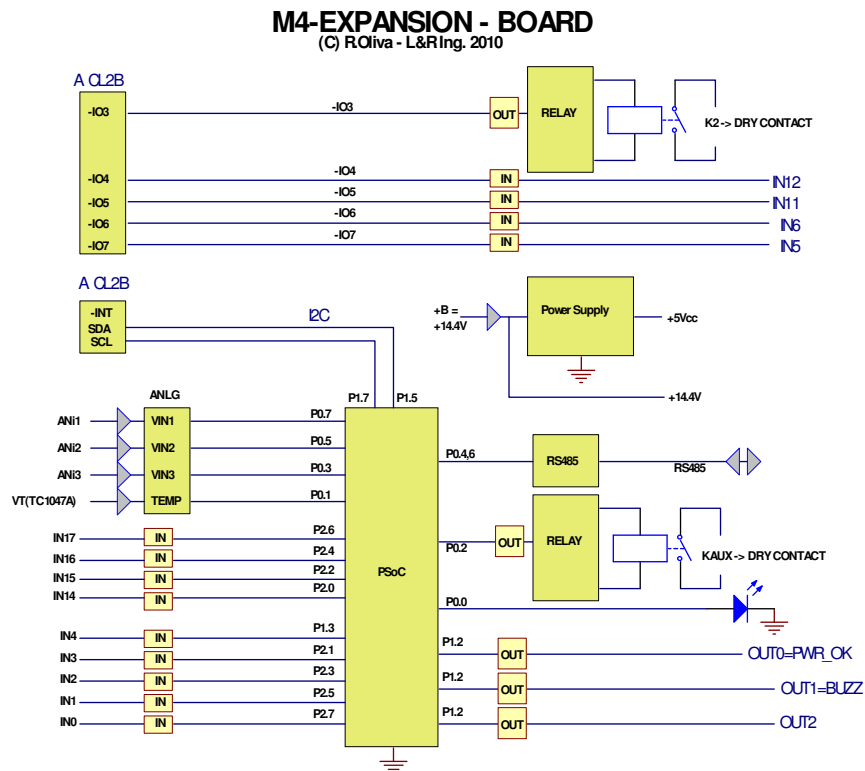 M4-EXPANSION - BOARD
(C) R.Oliva - L&R Ing. 2010
A CL2B
-IO3 -IO3 OUT RELAY K2 -> DRY CONTACT
-IO4 -IO4 IN IN12
-IO5 -IO5 IN IN11
-IO6 -IO6 IN IN6
-IO7 -IO7 IN IN5
A CL2B
-INT
SDA
SCL
I2C
+B =
+14.4V
Power Supply
+5Vcc
+14.4V
ANLG
P1.7 P1.5
ANi1 VIN1 P0.7
ANi2 VIN2 P0.5
ANi3 VIN3 P0.3
VT(TC1047A) TEMP P0.1
IN17 IN P2.6
IN16 IN P2.4
IN15 IN P2.2
IN14 IN P2.0
IN4 IN P1.3
IN3 IN P2.1
IN2 IN P2.3
IN1 IN P2.5
IN0 IN P2.7
PSoC
P0.4,6 RS485 RS485
P0.2 OUT RELAY KAUX -> DRY CONTACT
P0.0
P1.2 OUT OUT0=PWR_OK
P1.2 OUT OUT1=BUZZ
P1.2 OUT OUT2